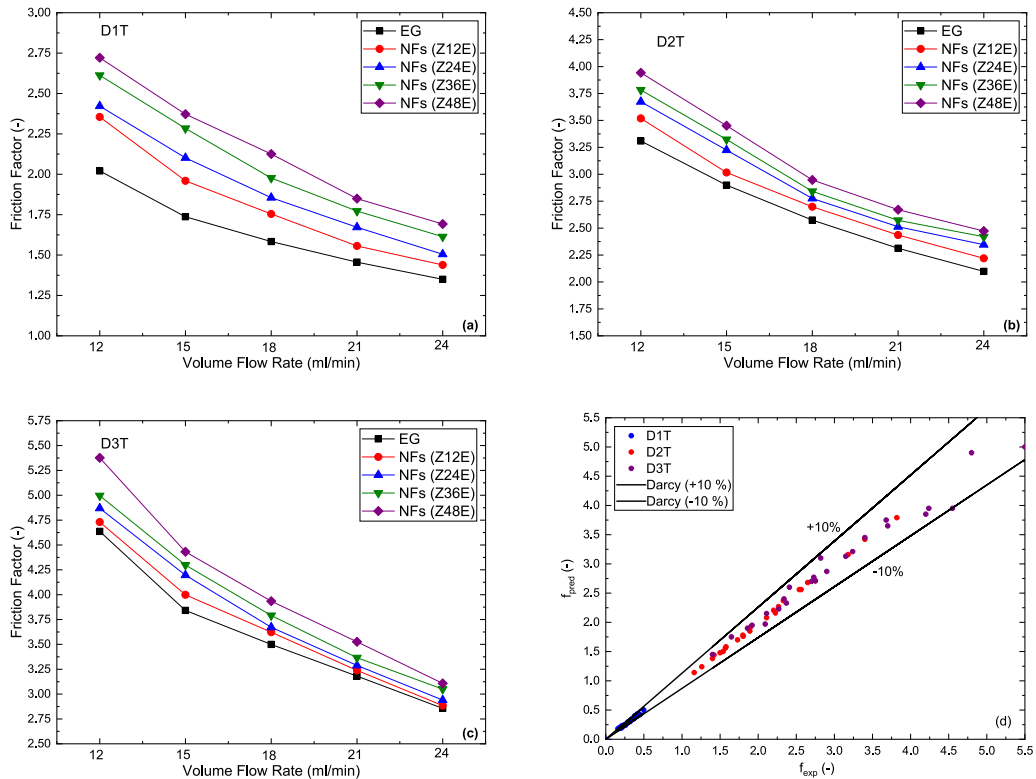 D1T
EG
NFs (Z12E)
NFs (Z24E)
NFs (Z36E)
NFs (Z48E)
3.00
2.75
2.50
2.25
2.00
1.75
1.50
1.25
1.00
Friction Factor (-)
12 15 18 21 24
Volume Flow Rate (ml/min)
(a)
D2T
EG
NFs (Z12E)
NFs (Z24E)
NFs (Z36E)
NFs (Z48E)
4.50
4.25
4.00
3.75
3.50
3.25
3.00
2.75
2.50
2.25
2.00
1.75
1.50
Friction Factor (-)
12 15 18 21 24
Volume Flow Rate (ml/min)
(b)
D3T
EG
NFs (Z12E)
NFs (Z24E)
NFs (Z36E)
NFs (Z48E)
5.75
5.50
5.25
5.00
4.75
4.50
4.25
4.00
3.75
3.50
3.25
3.00
2.75
2.50
Friction Factor (-)
12 15 18 21 24
Volume Flow Rate (ml/min)
(c)
D1T
D2T
D3T
Darcy (+10 %)
Darcy (-10 %)
+10%
-10%
5.5
5.0
4.5
4.0
3.5
3.0
2.5
2.0
1.5
1.0
0.5
0.0
f_pred (-)
0.0 0.5 1.0 1.5 2.0 2.5 3.0 3.5 4.0 4.5 5.0 5.5
f_exp (-)
(d)